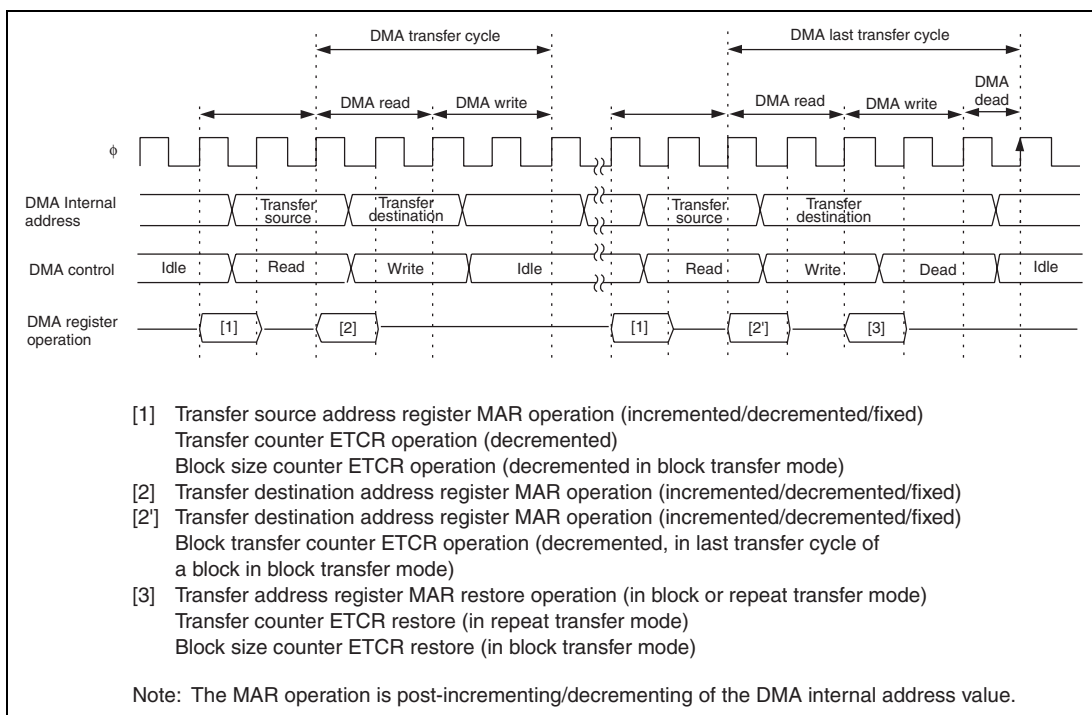 DMA transfer cycle
DMA last transfer cycle
DMA read
DMA write
DMA read
DMA write
DMA
dead
ϕ
DMA Internal
address
Transfer
source
Transfer
destination
Transfer
source
Transfer
destination
DMA control
Idle
Read
Write
Idle
Read
Write
Dead
Idle
DMA register
operation
[1]
[2]
[1]
[2']
[3]
[1] Transfer source address register MAR operation (incremented/decremented/fixed)
Transfer counter ETCR operation (decremented)
Block size counter ETCR operation (decremented in block transfer mode)
[2] Transfer destination address register MAR operation (incremented/decremented/fixed)
[2'] Transfer destination address register MAR operation (incremented/decremented/fixed)
Block transfer counter ETCR operation (decremented, in last transfer cycle of
a block in block transfer mode)
[3] Transfer address register MAR restore operation (in block or repeat transfer mode)
Transfer counter ETCR restore (in repeat transfer mode)
Block size counter ETCR restore (in block transfer mode)
Note: The MAR operation is post-incrementing/decrementing of the DMA internal address value.